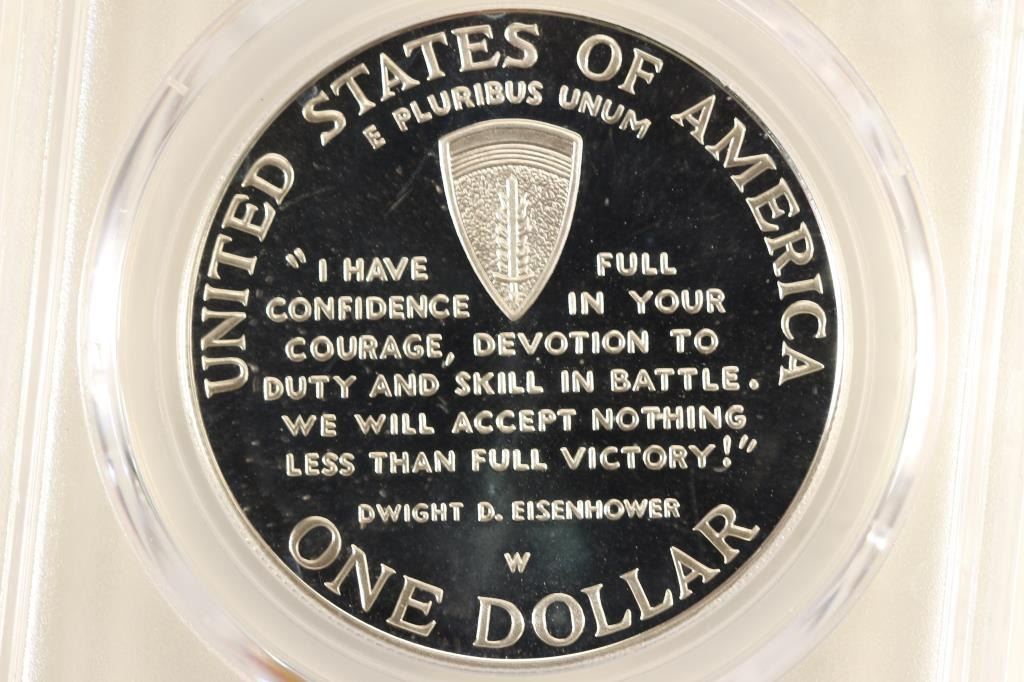 UNITED STATES OF AMERICA
E PLURIBUS UNUM
"I HAVE FULL
CONFIDENCE IN YOUR
COURAGE, DEVOTION TO
DUTY AND SKILL IN BATTLE.
WE WILL ACCEPT NOTHING
LESS THAN FULL VICTORY!"
DWIGHT D. EISENHOWER
W
ONE DOLLAR